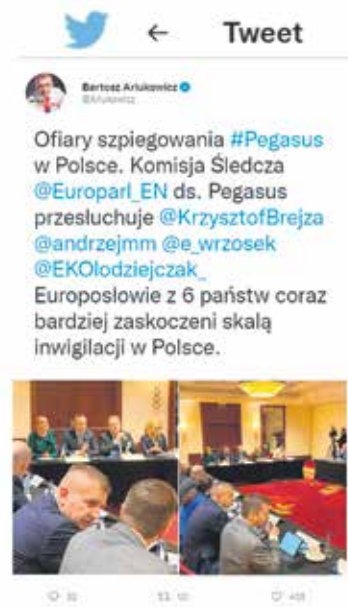 ← Tweet
Bartosz Arłukowicz
@Arlukowicz
Ofiary szpiegowania #Pegasus
w Polsce. Komisja Śledcza
@Europarl_EN ds. Pegasus
przesłuchuje @KrzysztofBrejza
@andrzejmm @e_wrzosek
@EKOlodziejczak_
Europosłowie z 6 państw coraz
bardziej zaskoczeni skalą
inwigilacji w Polsce.